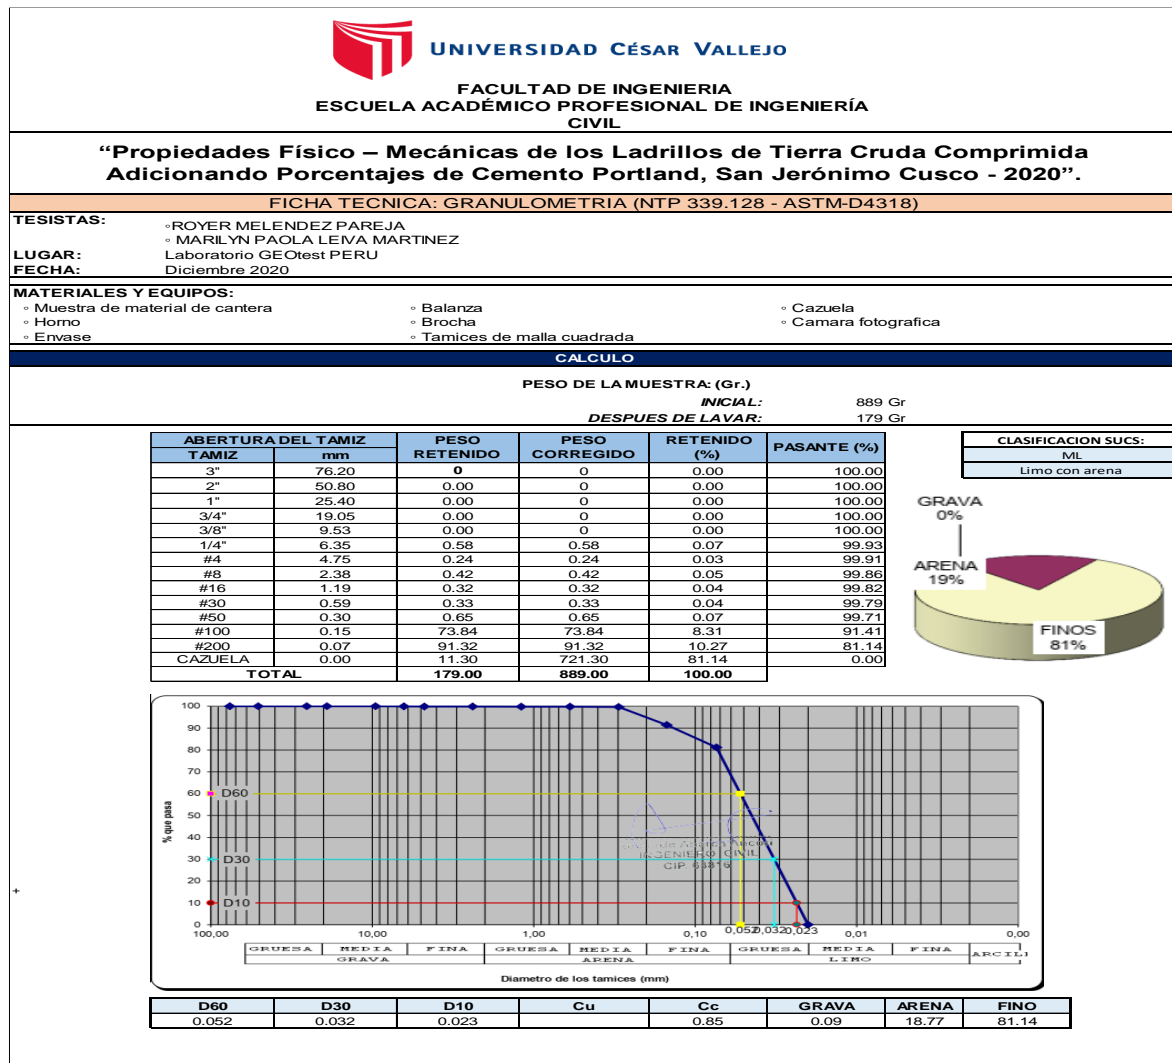 UNIVERSIDAD CÉSAR VALLEJO
FACULTAD DE INGENIERIA
ESCUELA ACADÉMICO PROFESIONAL DE INGENIERÍA
CIVIL
“Propiedades Físico – Mecánicas de los Ladrillos de Tierra Cruda Comprimida
Adicionando Porcentajes de Cemento Portland, San Jerónimo Cusco - 2020”.
FICHA TECNICA: GRANULOMETRIA (NTP 339.128 - ASTM-D4318)
TESISTAS: ◦ROYER MELENDEZ PAREJA
◦ MARILYN PAOLA LEIVA MARTINEZ
LUGAR: Laboratorio GEOtest PERU
FECHA: Diciembre 2020
MATERIALES Y EQUIPOS:
◦ Muestra de material de cantera ◦ Balanza ◦ Cazuela
◦ Horno ◦ Brocha ◦ Camara fotografica
◦ Envase ◦ Tamices de malla cuadrada
CALCULO
PESO DE LA MUESTRA: (Gr.)
INICIAL: 889 Gr
DESPUES DE LAVAR: 179 Gr
ABERTURA DEL TAMIZ PESO RETENIDO PESO CORREGIDO RETENIDO (%) PASANTE (%)
TAMIZ mm
3" 76.20 0 0 0.00 100.00
2" 50.80 0.00 0 0.00 100.00
1" 25.40 0.00 0 0.00 100.00
3/4" 19.05 0.00 0 0.00 100.00
3/8" 9.53 0.00 0 0.00 100.00
1/4" 6.35 0.58 0.58 0.07 99.93
#4 4.75 0.24 0.24 0.03 99.91
#8 2.38 0.42 0.42 0.05 99.86
#16 1.19 0.32 0.32 0.04 99.82
#30 0.59 0.33 0.33 0.04 99.79
#50 0.30 0.65 0.65 0.07 99.71
#100 0.15 73.84 73.84 8.31 91.41
#200 0.07 91.32 91.32 10.27 81.14
CAZUELA 0.00 11.30 721.30 81.14 0.00
TOTAL 179.00 889.00 100.00
CLASIFICACION SUCS:
ML
Limo con arena
GRAVA
0%
ARENA
19%
FINOS
81%
% que pasa
100
90
80
70
60 D60
50
40
30 D30
20
10 D10
0
INGENIERO CIVIL
CIP.
100,00 10,00 1,00 0,10 0,052 0,032 0,023 0,01 0,00
GRUESA MEDIA FINA GRUESA MEDIA FINA GRUESA MEDIA FINA ARCILI
GRAVA ARENA LIMO
Diametro de los tamices (mm)
D60 D30 D10 Cu Cc GRAVA ARENA FINO
0.052 0.032 0.023 0.85 0.09 18.77 81.14